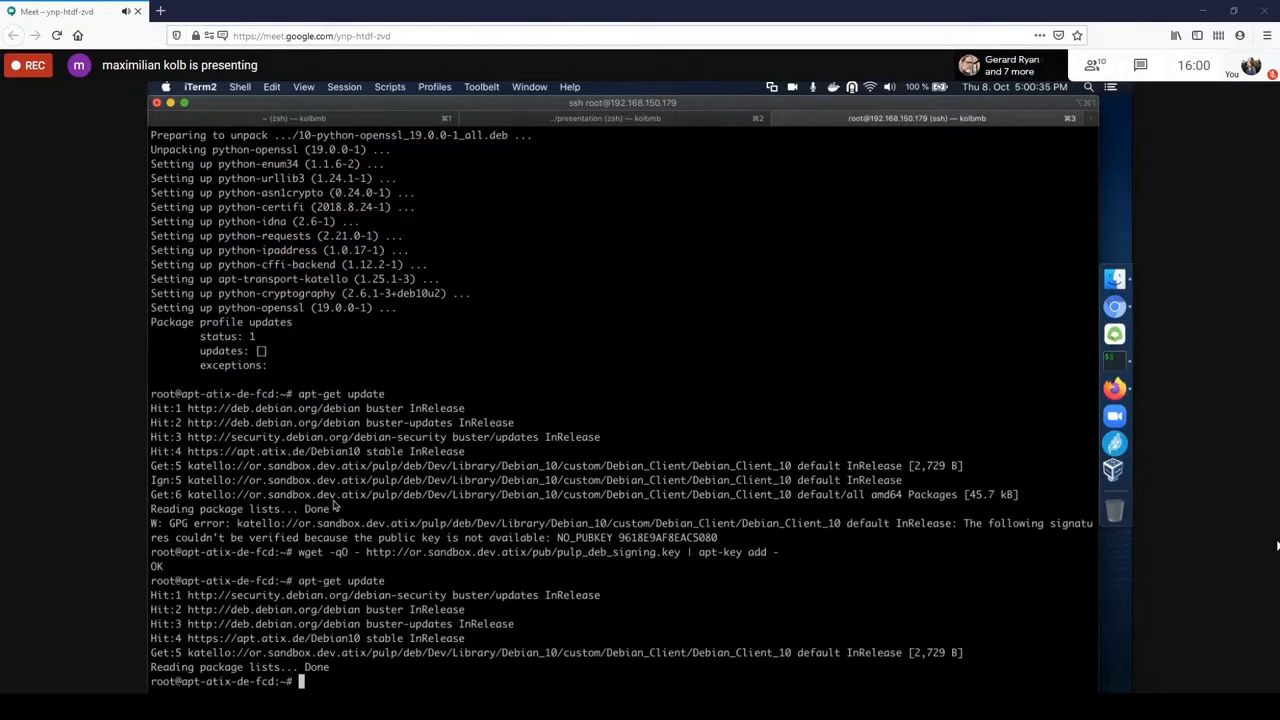 Meet – ynp-htdf-zvd
https://meet.google.com/ynp-htdf-zvd
REC
m
maximilian kolb is presenting
Gerard Ryan
and 7 more
10
16:00
You
iTerm2 Shell Edit View Session Scripts Profiles Toolbelt Window Help
100 % Thu 8. Oct 5:00:35 PM
ssh root@192.168.150.179
~ (zsh) — kolbmb ⌘1
../presentation (zsh) — kolbmb ⌘2
root@192.168.150.179 (ssh) — kolbmb ⌘3
Preparing to unpack .../10-python-openssl_19.0.0-1_all.deb ...
Unpacking python-openssl (19.0.0-1) ...
Setting up python-enum34 (1.1.6-2) ...
Setting up python-urllib3 (1.24.1-1) ...
Setting up python-asn1crypto (0.24.0-1) ...
Setting up python-certifi (2018.8.24-1) ...
Setting up python-idna (2.6-1) ...
Setting up python-requests (2.21.0-1) ...
Setting up python-ipaddress (1.0.17-1) ...
Setting up python-cffi-backend (1.12.2-1) ...
Setting up apt-transport-katello (1.25.1-3) ...
Setting up python-cryptography (2.6.1-3+deb10u2) ...
Setting up python-openssl (19.0.0-1) ...
Package profile updates
status: 1
updates: []
exceptions:
root@apt-atix-de-fcd:~# apt-get update
Hit:1 http://deb.debian.org/debian buster InRelease
Hit:2 http://deb.debian.org/debian buster-updates InRelease
Hit:3 http://security.debian.org/debian-security buster/updates InRelease
Hit:4 https://apt.atix.de/Debian10 stable InRelease
Get:5 katello://or.sandbox.dev.atix/pulp/deb/Dev/Library/Debian_10/custom/Debian_Client/Debian_Client_10 default InRelease [2,729 B]
Ign:5 katello://or.sandbox.dev.atix/pulp/deb/Dev/Library/Debian_10/custom/Debian_Client/Debian_Client_10 default InRelease
Get:6 katello://or.sandbox.dev.atix/pulp/deb/Dev/Library/Debian_10/custom/Debian_Client/Debian_Client_10 default/all amd64 Packages [45.7 kB]
Reading package lists... Done
W: GPG error: katello://or.sandbox.dev.atix/pulp/deb/Dev/Library/Debian_10/custom/Debian_Client/Debian_Client_10 default InRelease: The following signatu
res couldn't be verified because the public key is not available: NO_PUBKEY 9618E9AF8EAC5080
root@apt-atix-de-fcd:~# wget -qO - http://or.sandbox.dev.atix/pub/pulp_deb_signing.key | apt-key add -
OK
root@apt-atix-de-fcd:~# apt-get update
Hit:1 http://security.debian.org/debian-security buster/updates InRelease
Hit:2 http://deb.debian.org/debian buster InRelease
Hit:3 http://deb.debian.org/debian buster-updates InRelease
Hit:4 https://apt.atix.de/Debian10 stable InRelease
Get:5 katello://or.sandbox.dev.atix/pulp/deb/Dev/Library/Debian_10/custom/Debian_Client/Debian_Client_10 default InRelease [2,729 B]
Reading package lists... Done
root@apt-atix-de-fcd:~#